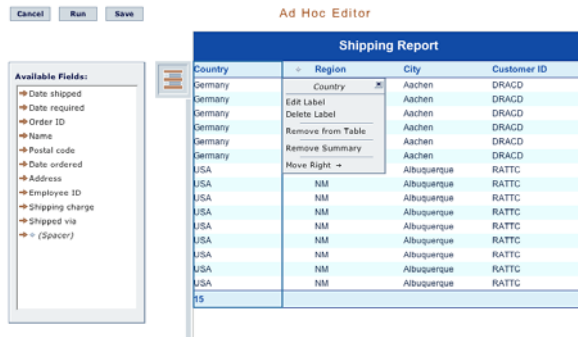 Cancel Run Save Ad Hoc Editor
Shipping Report
Country Region City Customer ID
Available Fields:
Date shipped
Date required
Order ID
Name
Postal code
Date ordered
Address
Employee ID
Shipping charge
Shipped via
(Spacer)
Germany Aachen DRACD
Germany Aachen DRACD
Germany Aachen DRACD
Germany Aachen DRACD
Germany Aachen DRACD
Germany Aachen DRACD
USA Albuquerque RATTC
USA NM Albuquerque RATTC
USA NM Albuquerque RATTC
USA NM Albuquerque RATTC
USA NM Albuquerque RATTC
USA NM Albuquerque RATTC
USA NM Albuquerque RATTC
USA NM Albuquerque RATTC
USA NM Albuquerque RATTC
15
Country
Edit Label
Delete Label
Remove from Table
Remove Summary
Move Right →